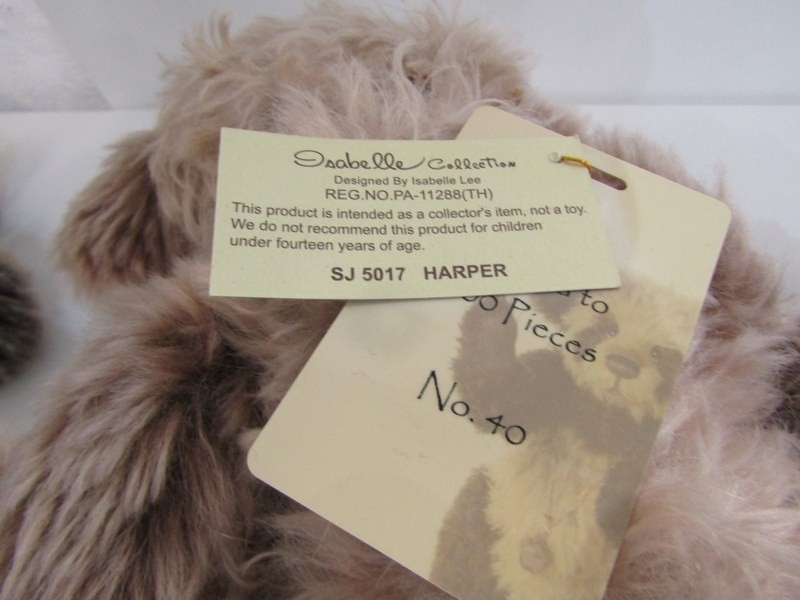 Isabelle Collection
Designed By Isabelle Lee
REG.NO.PA-11288(TH)
This product is intended as a collector's item, not a toy.
We do not recommend this product for children
under fourteen years of age.
SJ 5017 HARPER
to
Pieces
No. 40